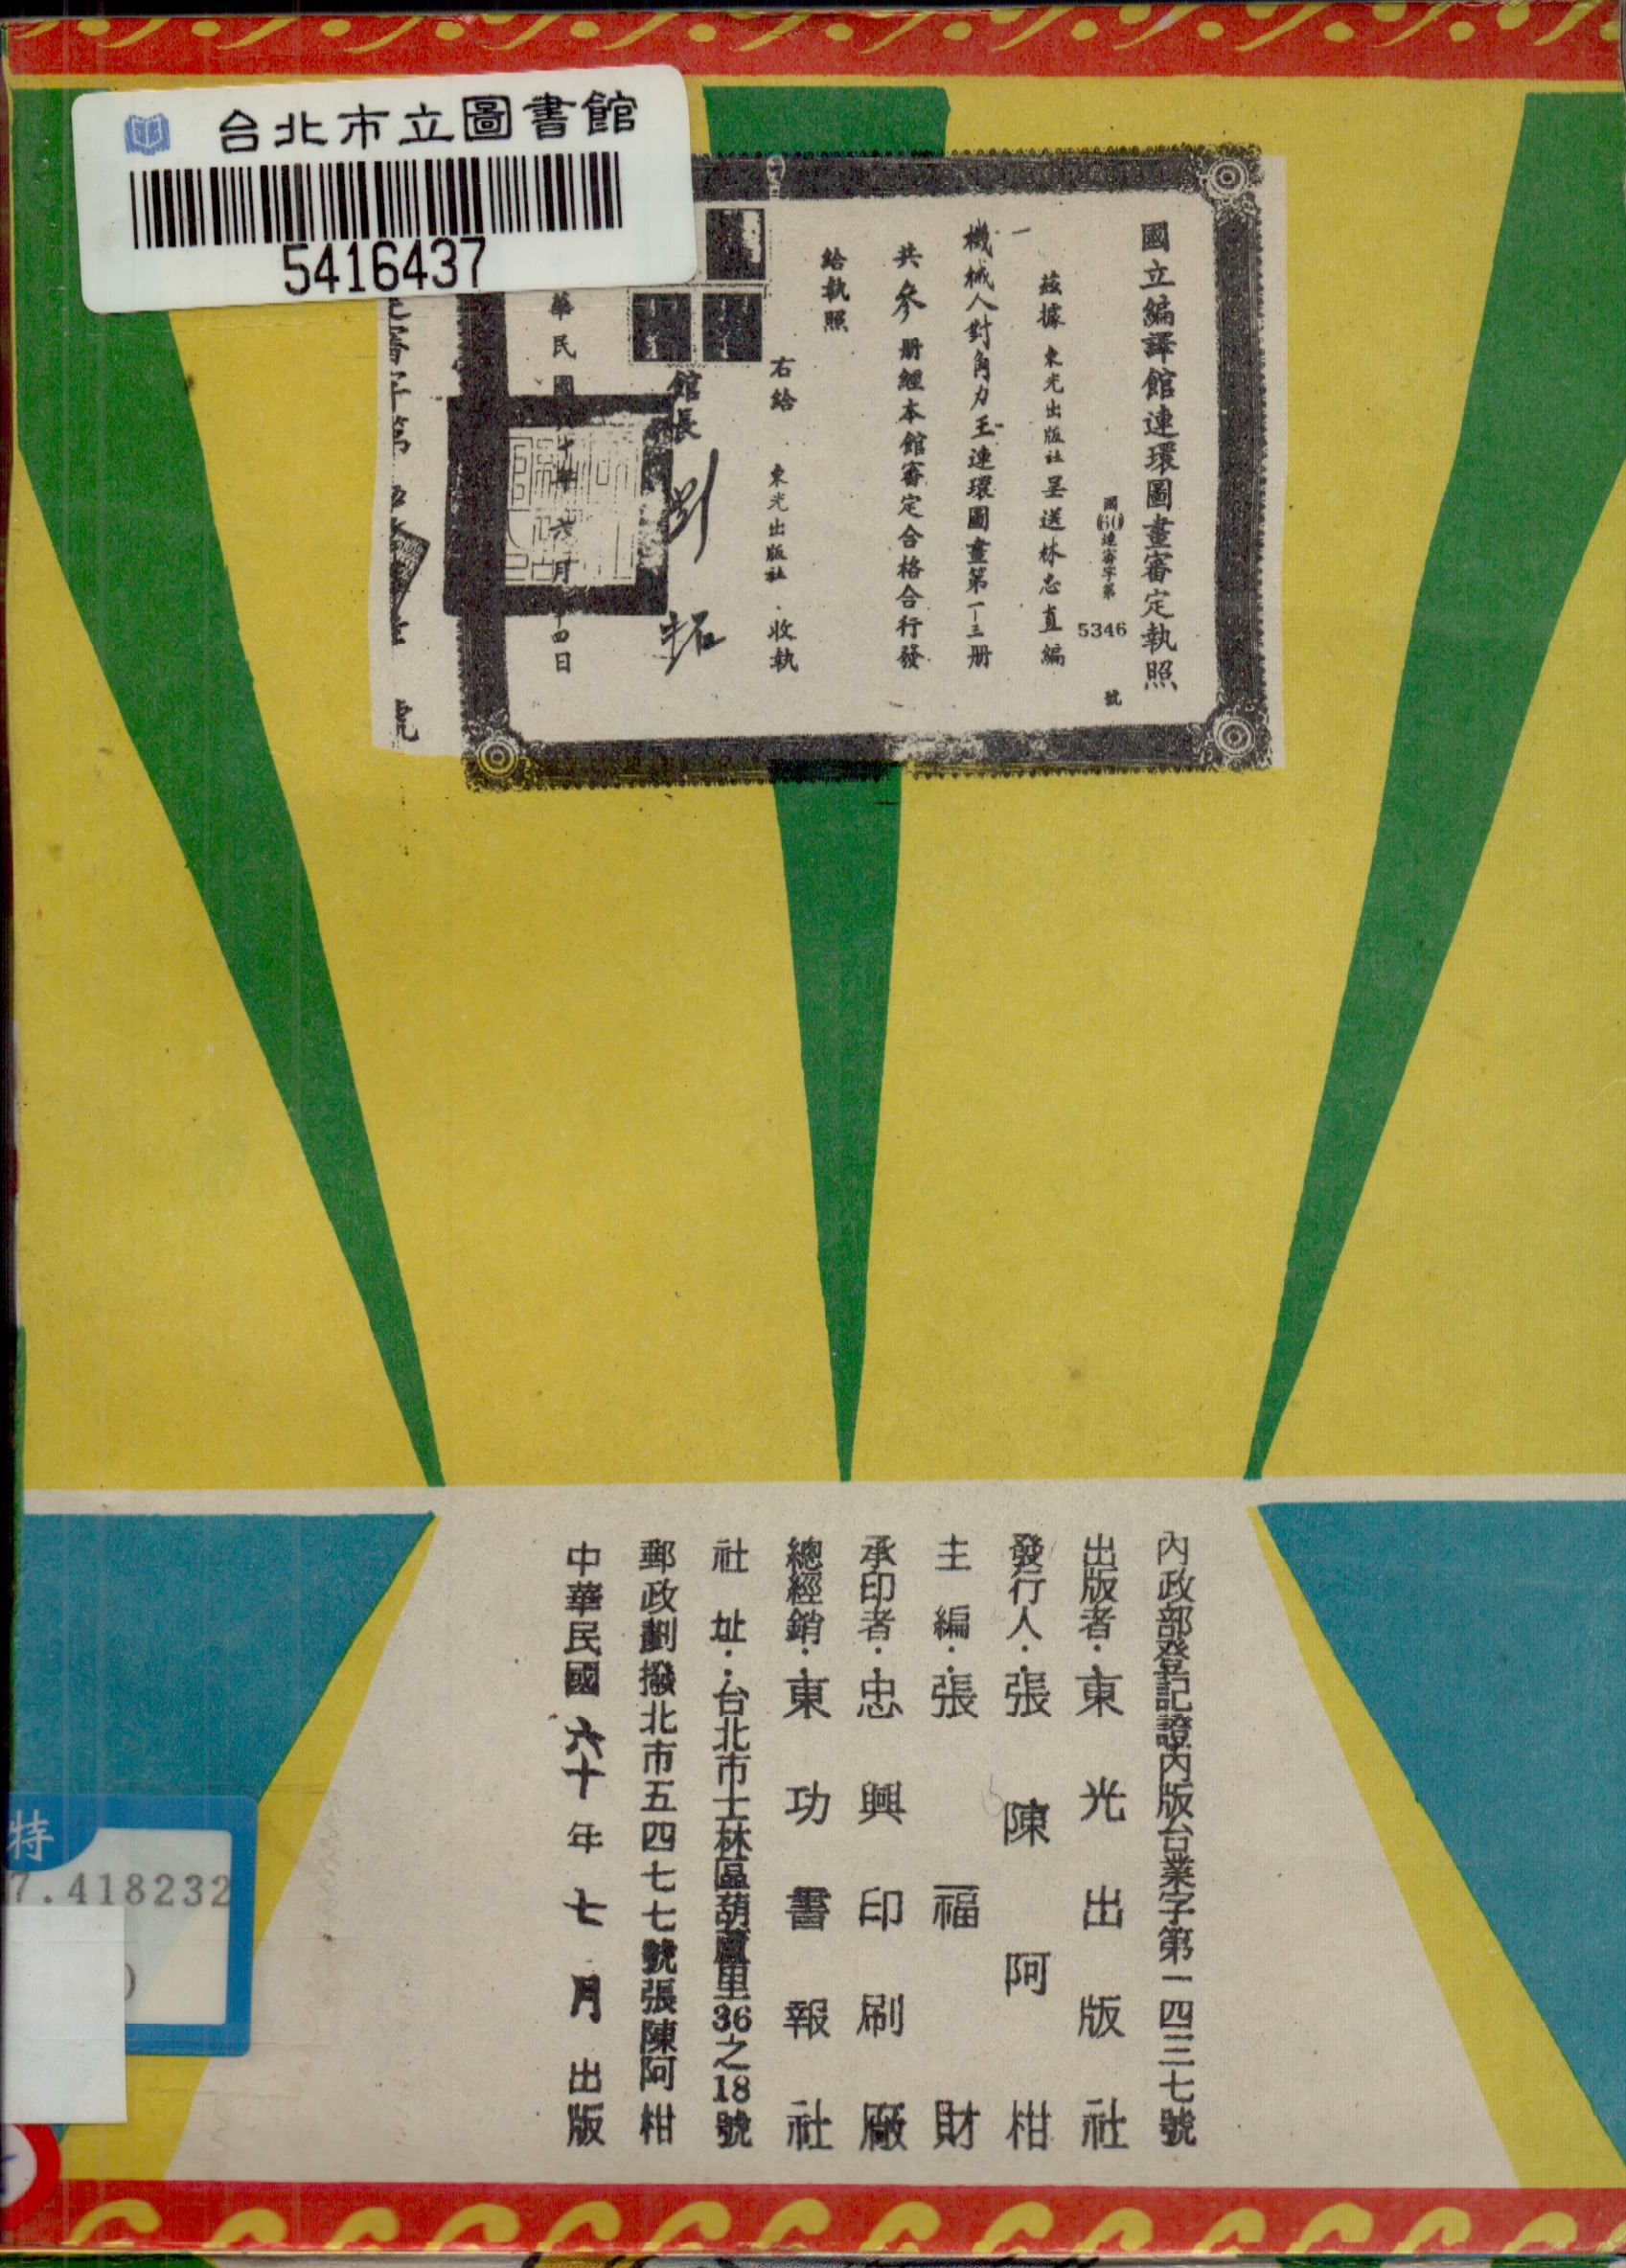 台北市立圖書館
5416437
國立編譯館連環圖畫審定執照
國(60)連審字第 5346 號
茲據 東光出版社 呈送林忠直編
機械人對角力王連環圖畫第一—三册
共參册經本館審定合格合行發
給執照
右給 東光出版社 收執
館長 劉 拓
華民國六十年六月十四日
內政部登記證內版台業字第一四三七號
出版者:東光出版社
發行人:張陳阿柑
主編:張福財
承印者:忠興印刷廠
總經銷:東功書報社
社址:台北市士林區葫蘆里36之18號
郵政劃撥北市五四七七號張陳阿柑
中華民國六十年七月出版
特
7.418232